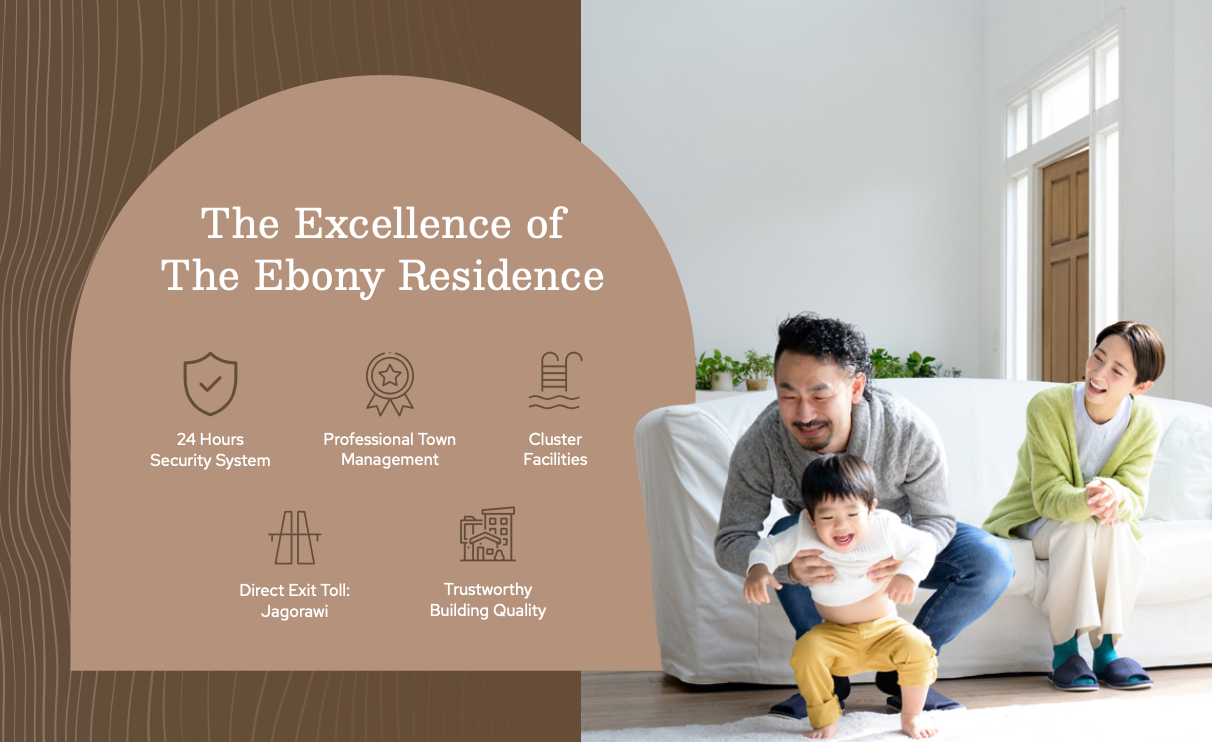 The Excellence of
The Ebony Residence
24 Hours
Security System
Professional Town
Management
Cluster
Facilities
Direct Exit Toll:
Jagorawi
Trustworthy
Building Quality